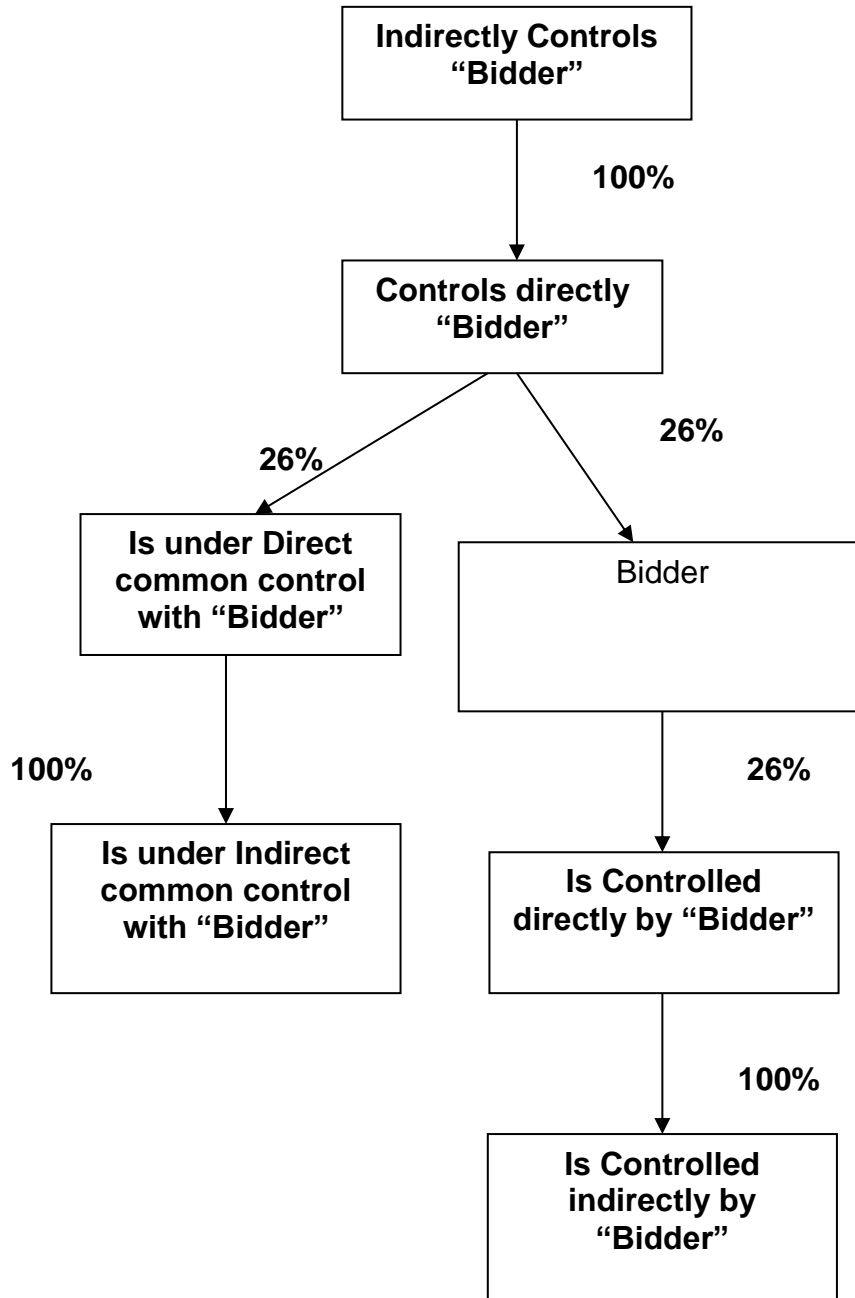 Indirectly Controls
“Bidder”
100%
Controls directly
“Bidder”
26%
26%
Is under Direct
common control
with “Bidder”
Bidder
100%
26%
Is under Indirect
common control
with “Bidder”
Is Controlled
directly by “Bidder”
100%
Is Controlled
indirectly by
“Bidder”